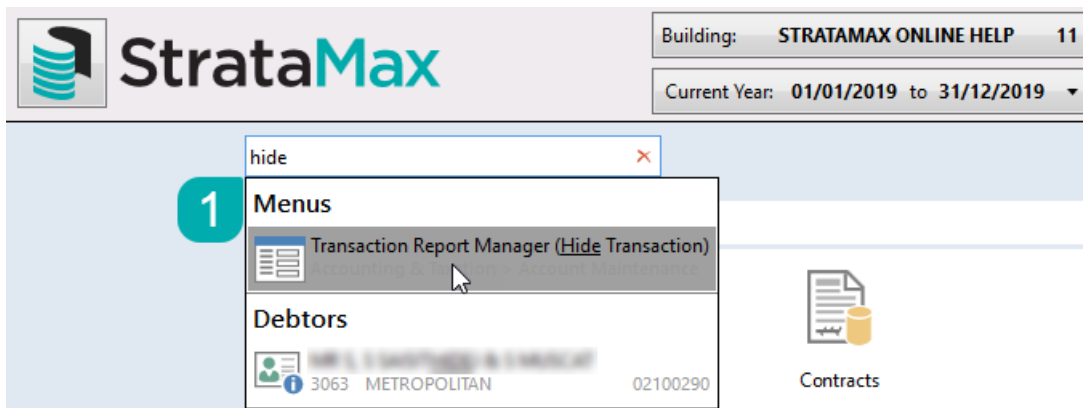 StrataMax
Building: STRATAMAX ONLINE HELP 11
Current Year: 01/01/2019 to 31/12/2019
hide
1
Menus
Transaction Report Manager (Hide Transaction)
Accounting & Taxation > Account Maintenance
Debtors
3063 METROPOLITAN 02100290
Contracts